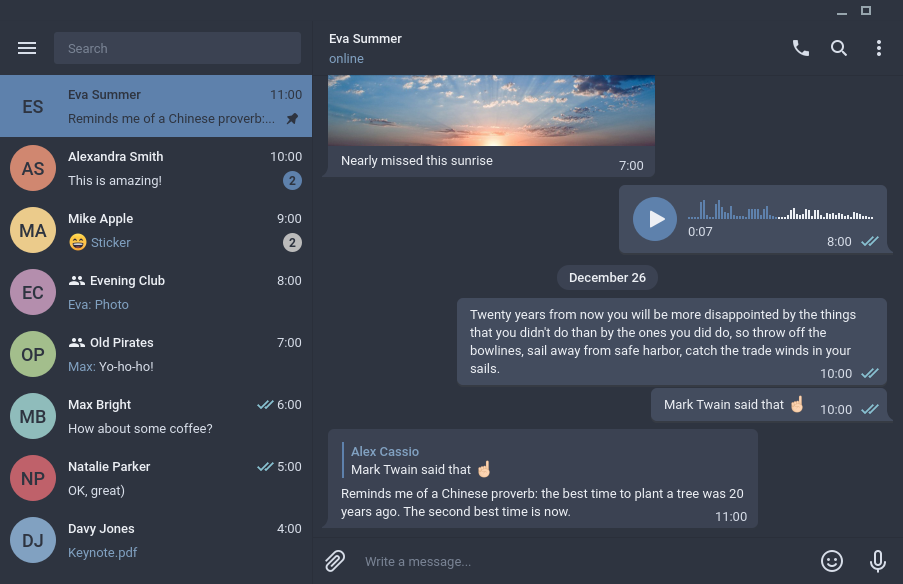 Search
ES
Eva Summer
11:00
Reminds me of a Chinese proverb:...
AS
Alexandra Smith
10:00
This is amazing!
2
MA
Mike Apple
9:00
😄 Sticker
2
EC
Evening Club
8:00
Eva: Photo
OP
Old Pirates
7:00
Max: Yo-ho-ho!
MB
Max Bright
6:00
How about some coffee?
NP
Natalie Parker
5:00
OK, great)
DJ
Davy Jones
4:00
Keynote.pdf
Eva Summer
online
Nearly missed this sunrise
7:00
0:07
8:00
December 26
Twenty years from now you will be more disappointed by the things
that you didn't do than by the ones you did do, so throw off the
bowlines, sail away from safe harbor, catch the trade winds in your
sails.
10:00
Mark Twain said that ☝🏻
10:00
Alex Cassio
Mark Twain said that ☝🏻
Reminds me of a Chinese proverb: the best time to plant a tree was 20
years ago. The second best time is now.
11:00
Write a message...